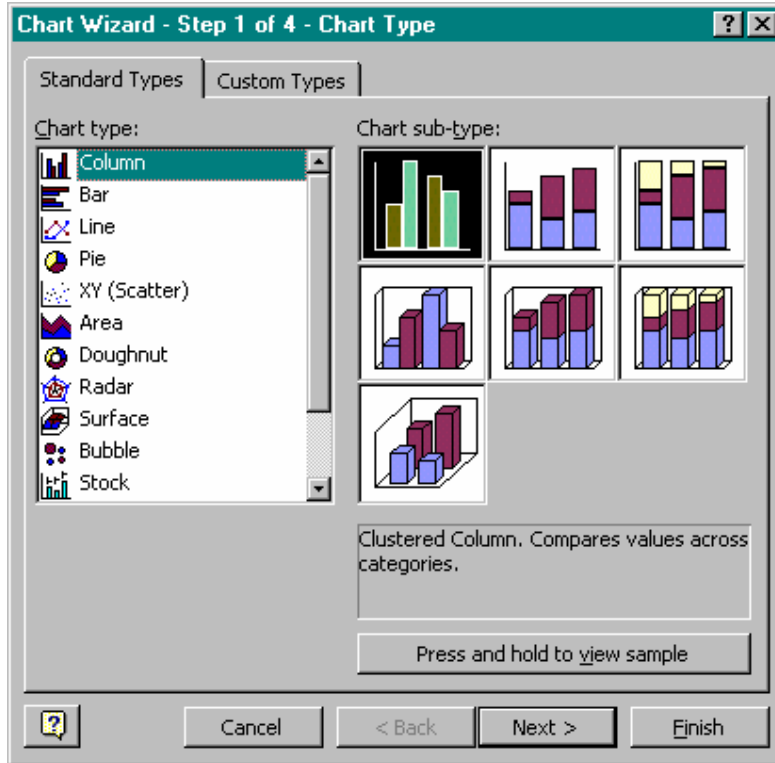 Chart Wizard - Step 1 of 4 - Chart Type
Standard Types
Custom Types
Chart type:
Column
Bar
Line
Pie
XY (Scatter)
Area
Doughnut
Radar
Surface
Bubble
Stock
Chart sub-type:
Clustered Column. Compares values across
categories.
Press and hold to view sample
Cancel
< Back
Next >
Finish